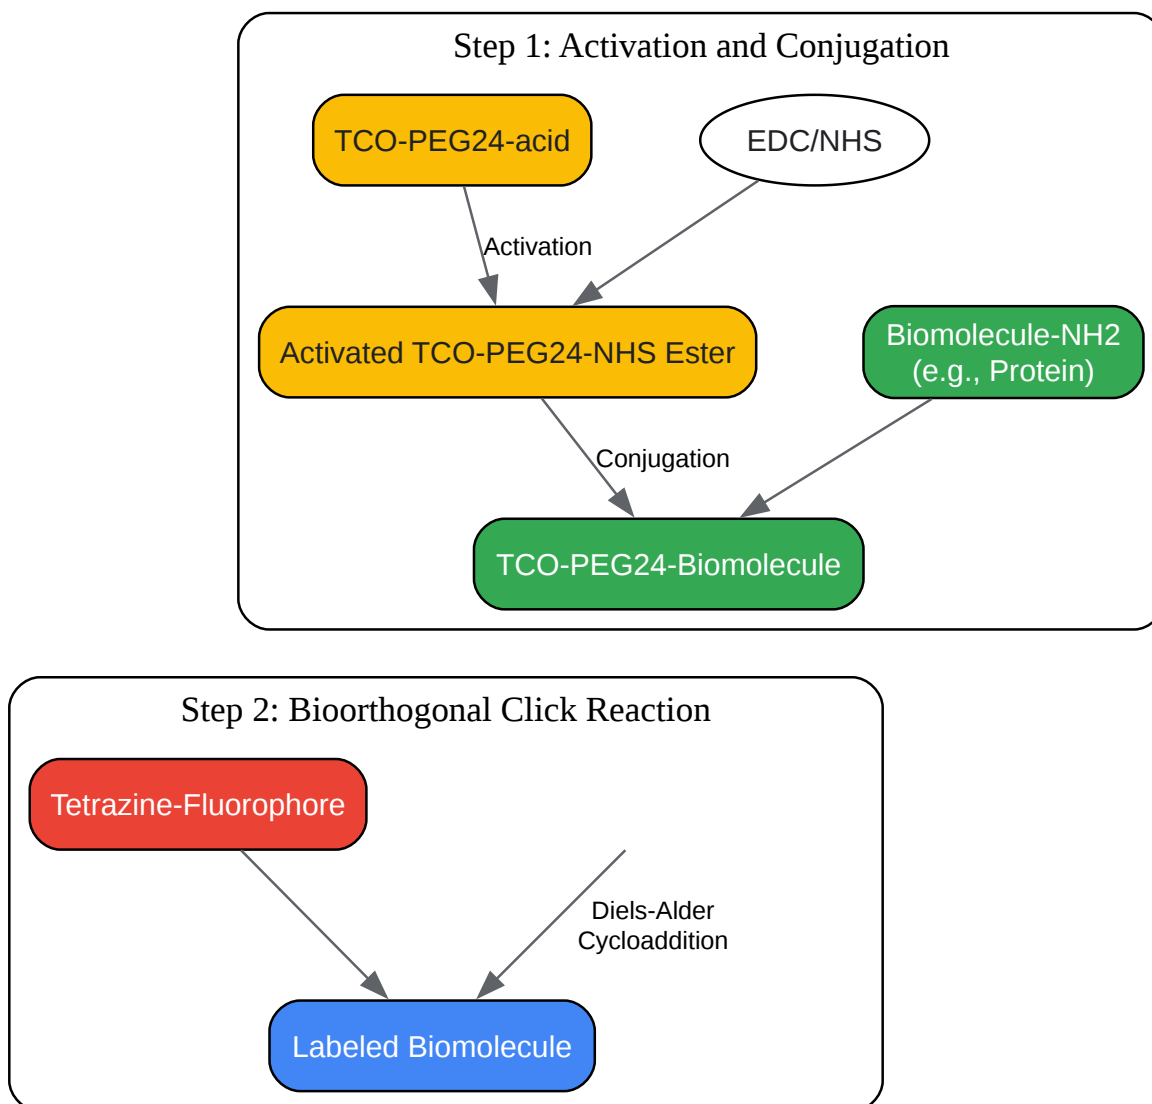 Step 1: Activation and Conjugation
TCO-PEG24-acid
EDC/NHS
Activation
Activated TCO-PEG24-NHS Ester
Biomolecule-NH2
(e.g., Protein)
Conjugation
TCO-PEG24-Biomolecule
Step 2: Bioorthogonal Click Reaction
Tetrazine-Fluorophore
Diels-Alder
Cycloaddition
Labeled Biomolecule